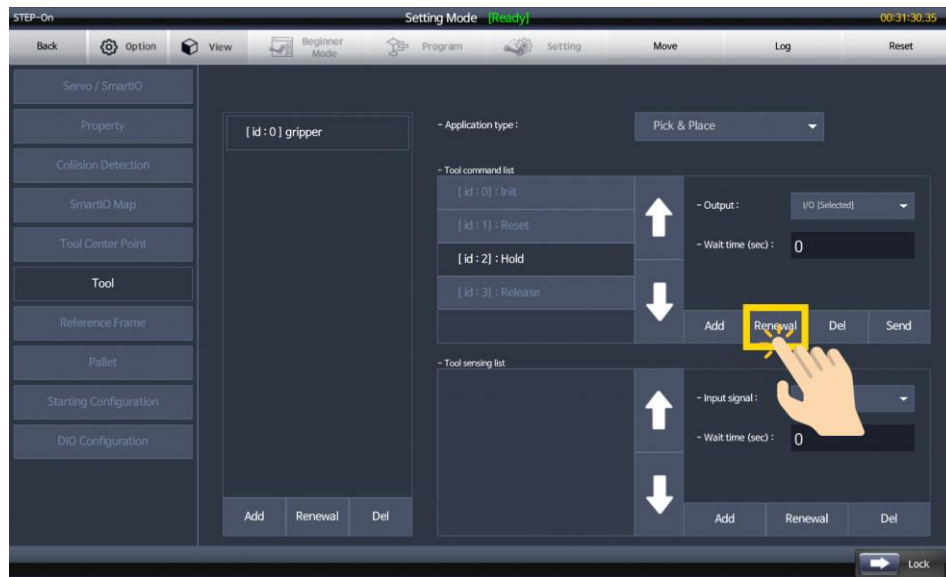 STEP-On
Setting Mode [Ready]
00:31:30.35
Back
Option
View
Beginner
Mode
Program
Setting
Move
Log
Reset
Servo / SmartIO
Property
Collision Detection
SmartIO Map
Tool Center Point
Tool
Reference Frame
Pallet
Starting Configuration
DIO Configuration
[ id : 0 ] gripper
Add
Renewal
Del
- Application type :
Pick & Place
- Tool command list
[ id : 0] : Init
[ id : 1] : Reset
[ id : 2] : Hold
[ id : 3] : Release
- Output :
I/O [Selected]
- Wait time (sec) :
0
Add
Renewal
Del
Send
- Tool sensing list
- Input signal :
- Wait time (sec) :
0
Add
Renewal
Del
Lock